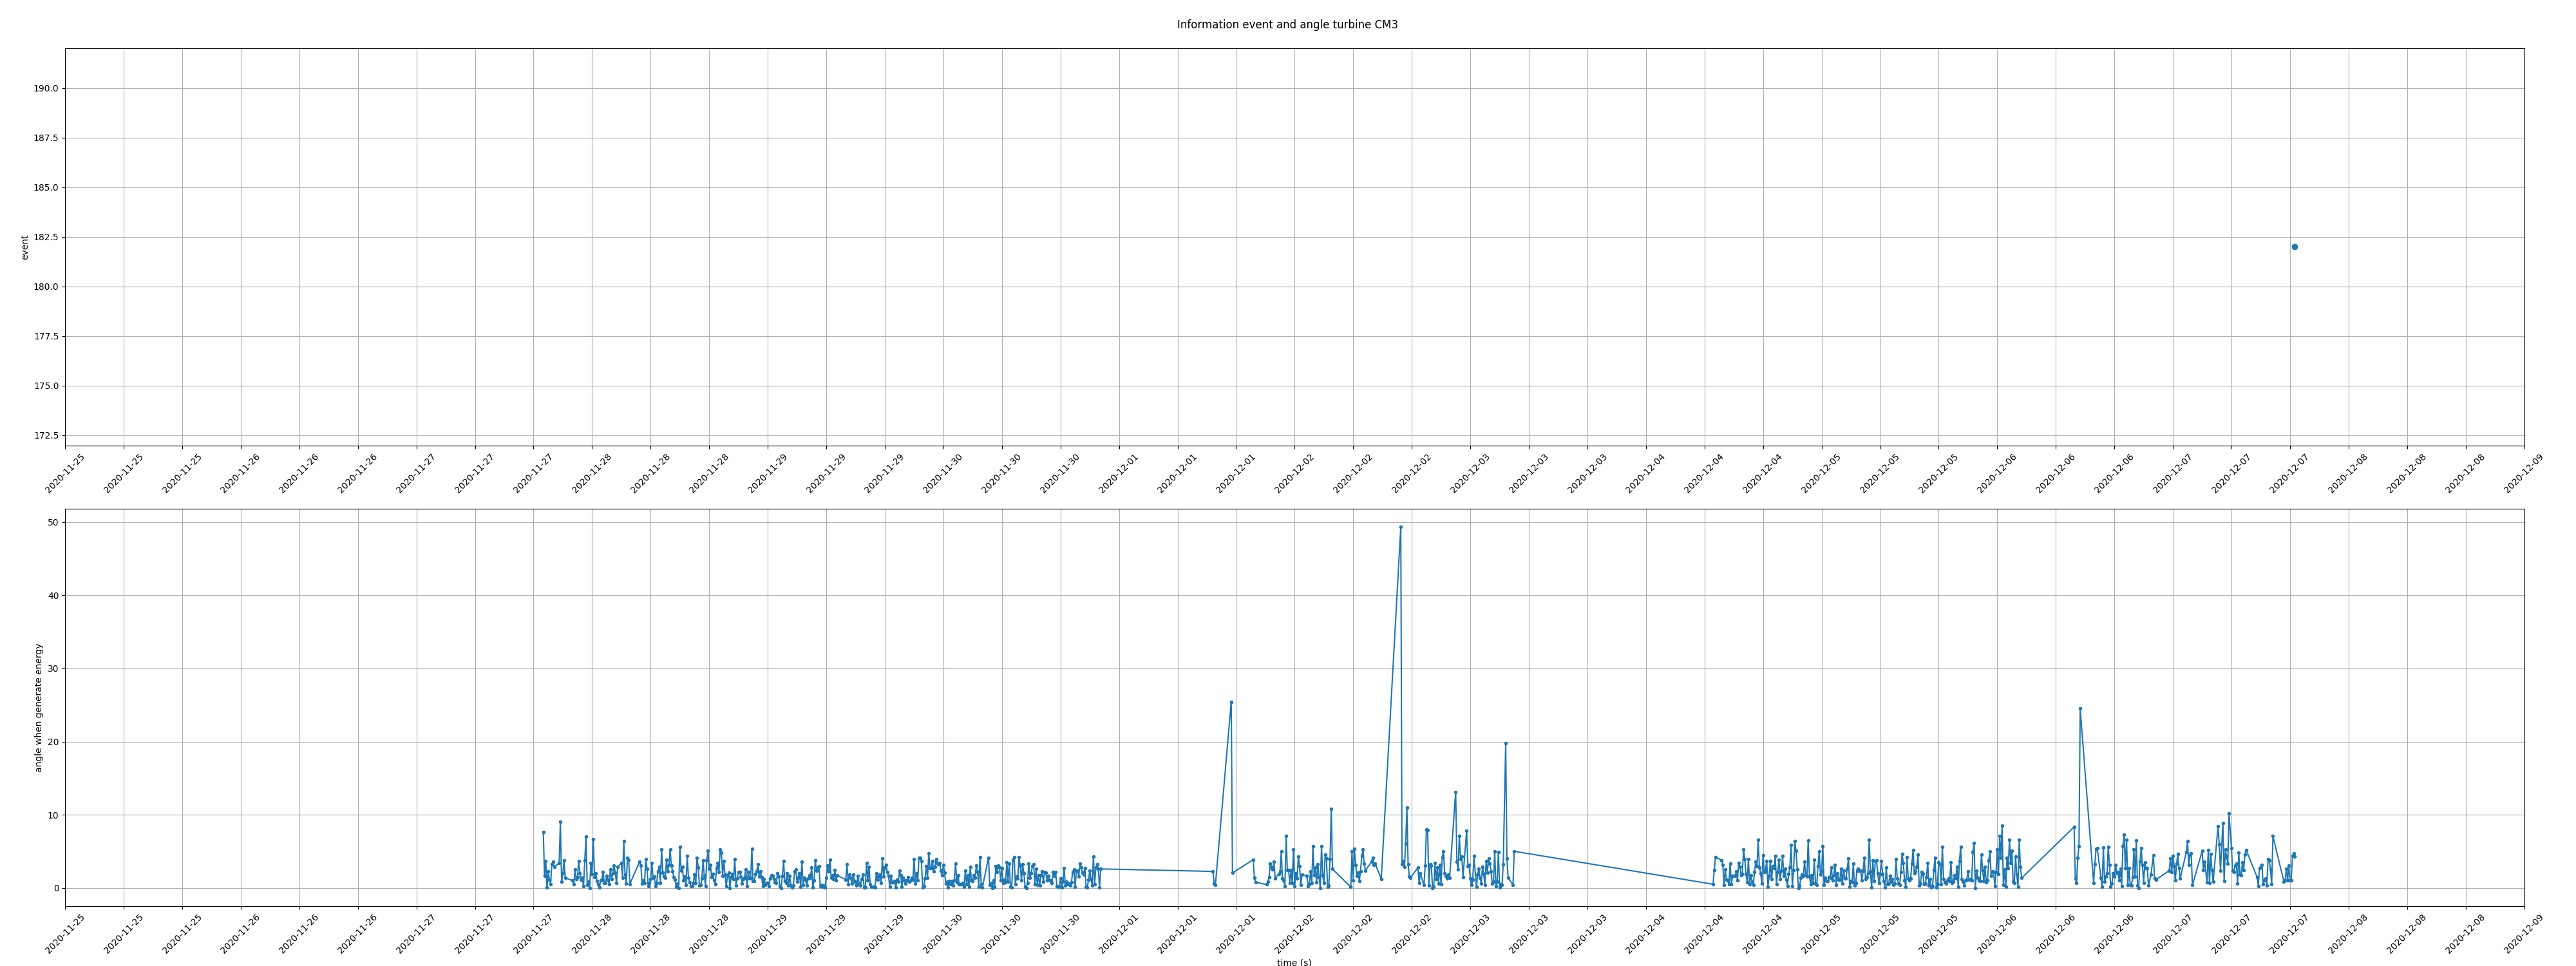 Information event and angle turbine CM3
190.0
187.5
185.0
182.5
180.0
177.5
175.0
172.5
event
2020-11-25 2020-11-25 2020-11-25 2020-11-26 2020-11-26 2020-11-26 2020-11-27 2020-11-27 2020-11-27 2020-11-28 2020-11-28 2020-11-28 2020-11-29 2020-11-29 2020-11-29 2020-11-30 2020-11-30 2020-11-30 2020-12-01 2020-12-01 2020-12-01 2020-12-02 2020-12-02 2020-12-02 2020-12-03 2020-12-03 2020-12-03 2020-12-04 2020-12-04 2020-12-04 2020-12-05 2020-12-05 2020-12-05 2020-12-06 2020-12-06 2020-12-06 2020-12-07 2020-12-07 2020-12-07 2020-12-08 2020-12-08 2020-12-08 2020-12-09
50
40
30
20
10
0
angle when generate energy
2020-11-25 2020-11-25 2020-11-25 2020-11-26 2020-11-26 2020-11-26 2020-11-27 2020-11-27 2020-11-27 2020-11-28 2020-11-28 2020-11-28 2020-11-29 2020-11-29 2020-11-29 2020-11-30 2020-11-30 2020-11-30 2020-12-01 2020-12-01 2020-12-01 2020-12-02 2020-12-02 2020-12-02 2020-12-03 2020-12-03 2020-12-03 2020-12-04 2020-12-04 2020-12-04 2020-12-05 2020-12-05 2020-12-05 2020-12-06 2020-12-06 2020-12-06 2020-12-07 2020-12-07 2020-12-07 2020-12-08 2020-12-08 2020-12-08 2020-12-09
time (s)